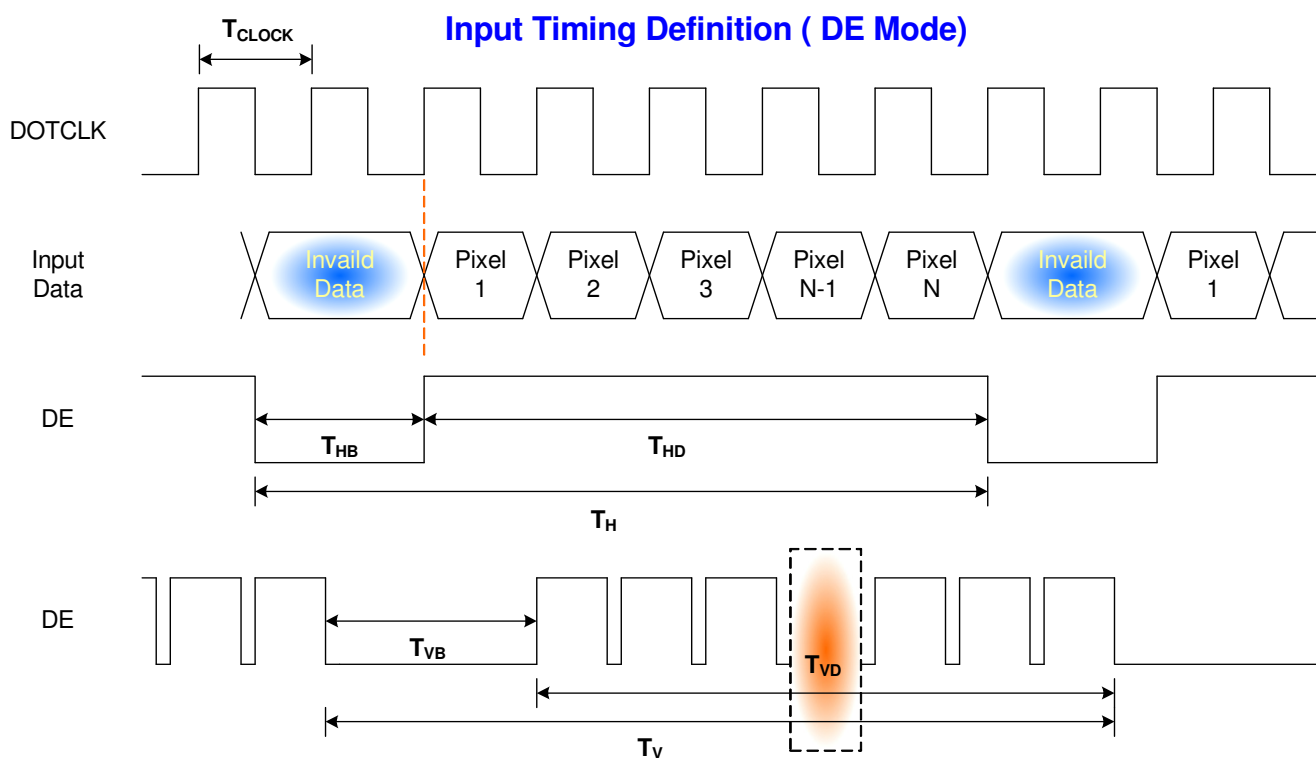 Input Timing Definition ( DE Mode)
TCLOCK
DOTCLK
Input
Data
Invaild
Data
Pixel
1
Pixel
2
Pixel
3
Pixel
N-1
Pixel
N
Invaild
Data
Pixel
1
DE
THB
THD
TH
DE
TVB
TVD
TV